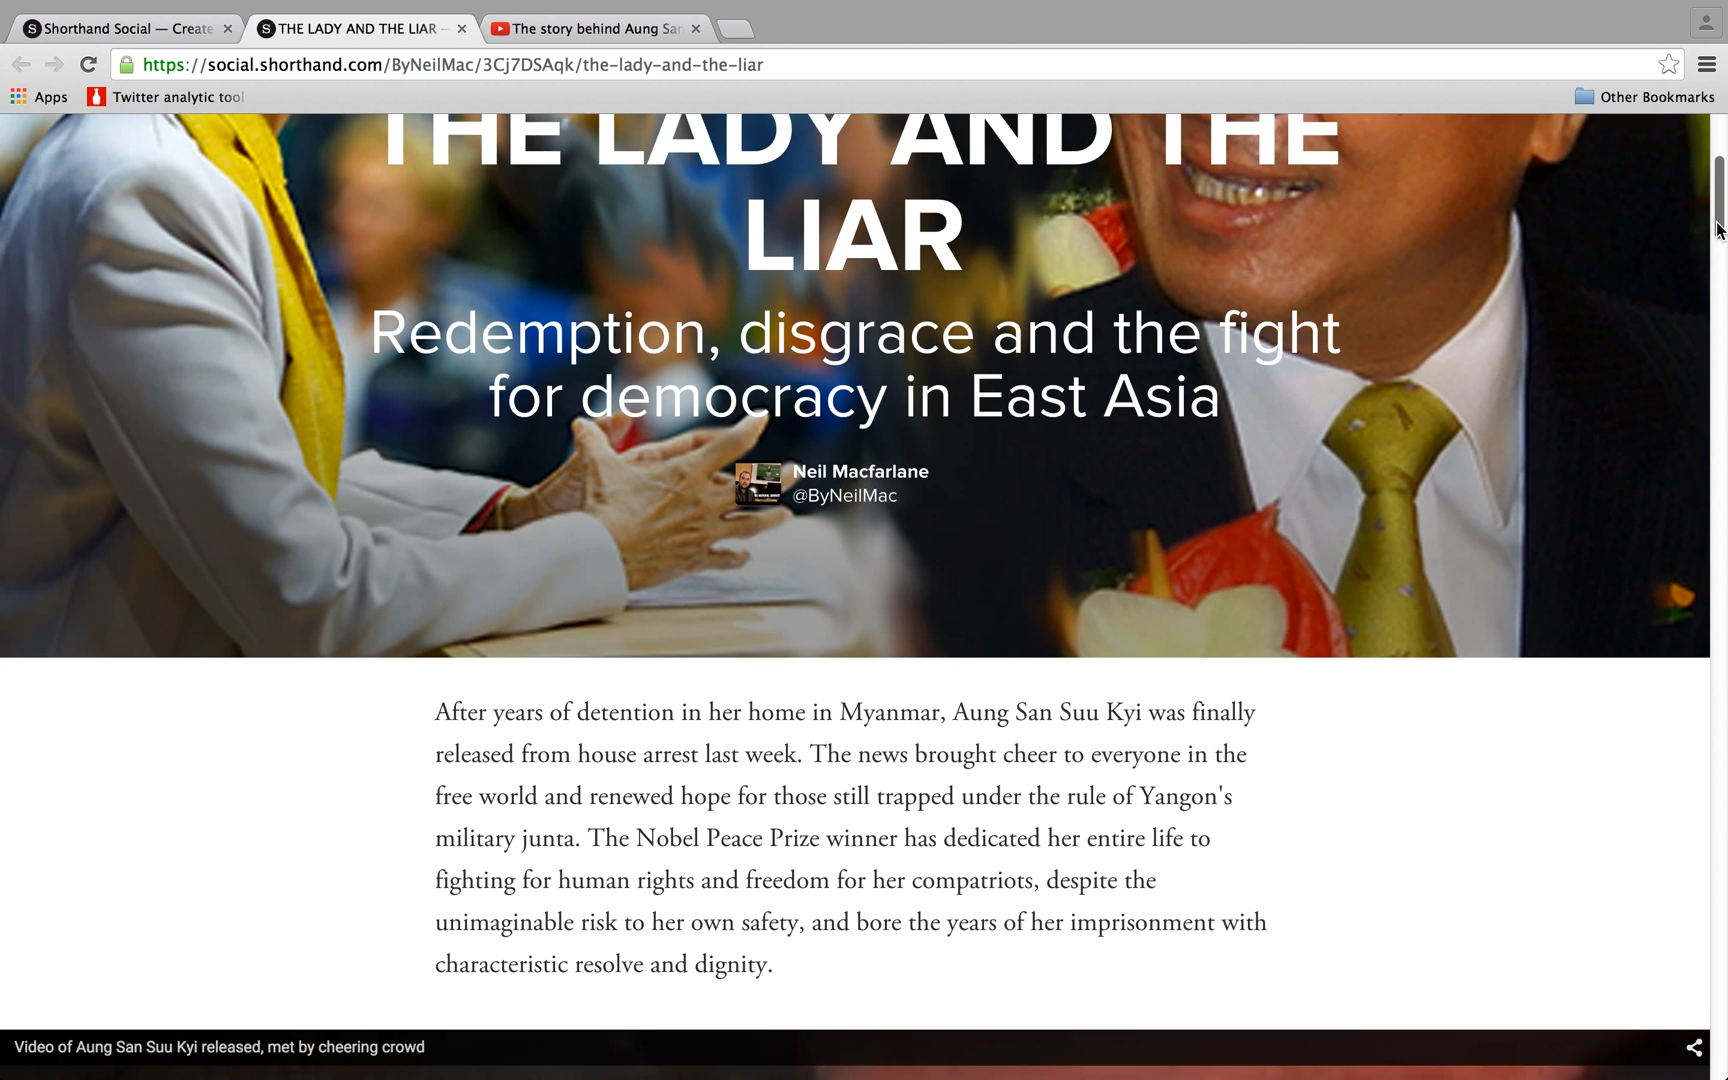 Shorthand Social — Create
THE LADY AND THE LIAR –
The story behind Aung San
https://social.shorthand.com/ByNeilMac/3Cj7DSAqk/the-lady-and-the-liar
Apps
Twitter analytic tool
Other Bookmarks
THE LADY AND THE
LIAR
Redemption, disgrace and the fight
for democracy in East Asia
Neil Macfarlane
@ByNeilMac
After years of detention in her home in Myanmar, Aung San Suu Kyi was finally
released from house arrest last week. The news brought cheer to everyone in the
free world and renewed hope for those still trapped under the rule of Yangon's
military junta. The Nobel Peace Prize winner has dedicated her entire life to
fighting for human rights and freedom for her compatriots, despite the
unimaginable risk to her own safety, and bore the years of her imprisonment with
characteristic resolve and dignity.
Video of Aung San Suu Kyi released, met by cheering crowd